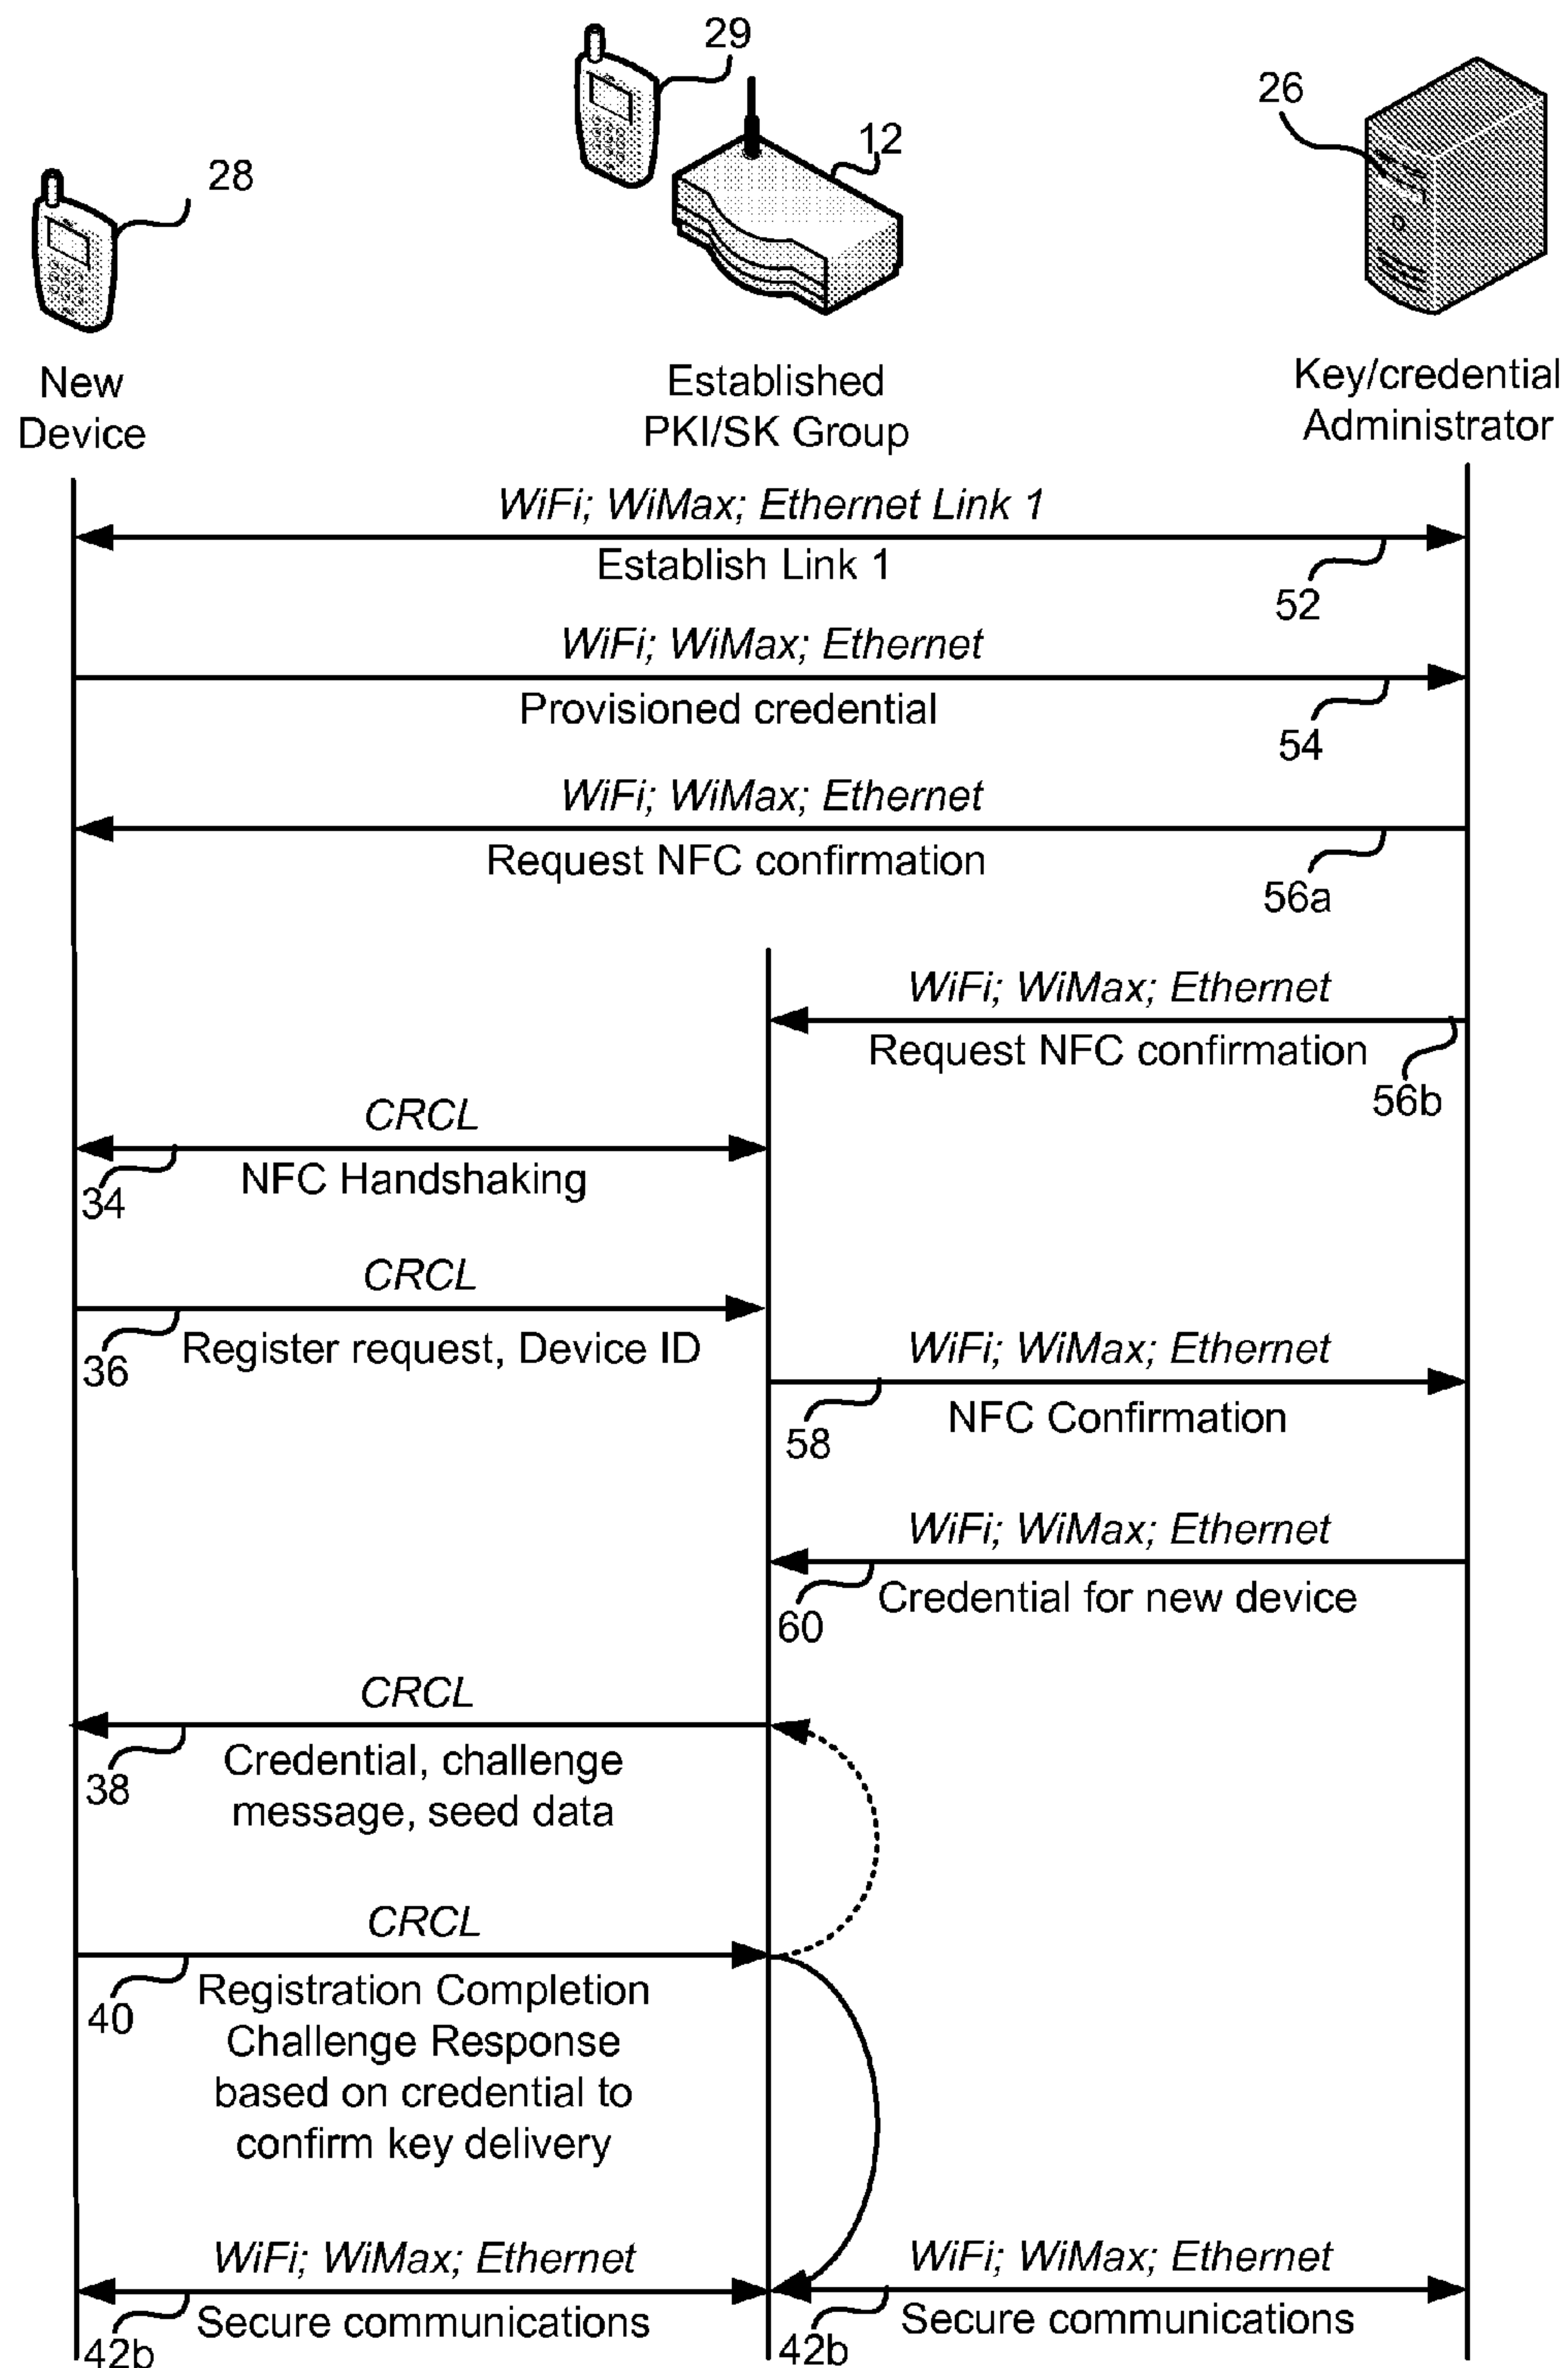 29
12
26
28
New
Device
Established
PKI/SK Group
Key/credential
Administrator
WiFi; WiMax; Ethernet Link 1
Establish Link 1
52
WiFi; WiMax; Ethernet
Provisioned credential
54
WiFi; WiMax; Ethernet
Request NFC confirmation
56a
WiFi; WiMax; Ethernet
Request NFC confirmation
56b
CRCL
NFC Handshaking
34
CRCL
Register request, Device ID
36
WiFi; WiMax; Ethernet
NFC Confirmation
58
WiFi; WiMax; Ethernet
Credential for new device
60
CRCL
Credential, challenge
message, seed data
38
CRCL
Registration Completion
Challenge Response
based on credential to
confirm key delivery
40
WiFi; WiMax; Ethernet
Secure communications
42b
WiFi; WiMax; Ethernet
Secure communications
42b